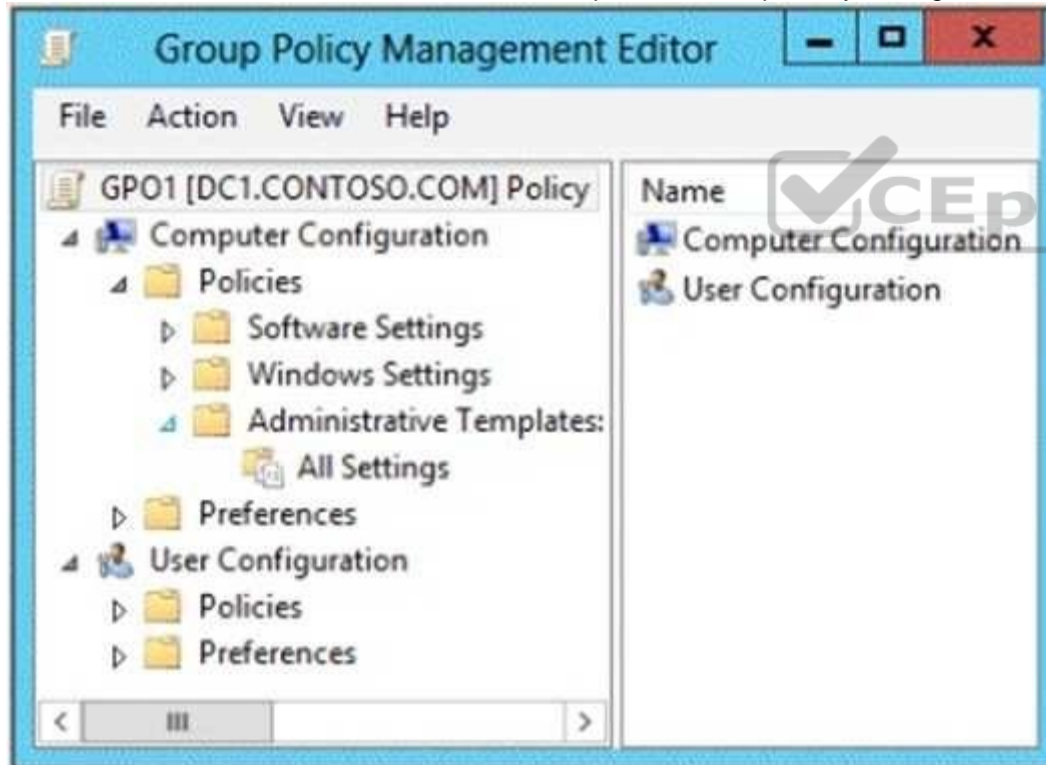 Group Policy Management Editor
File Action View Help
GPO1 [DC1.CONTOSO.COM] Policy
Computer Configuration
Policies
Software Settings
Windows Settings
Administrative Templates:
All Settings
Preferences
User Configuration
Policies
Preferences
Name
Computer Configuration
User Configuration
CEp